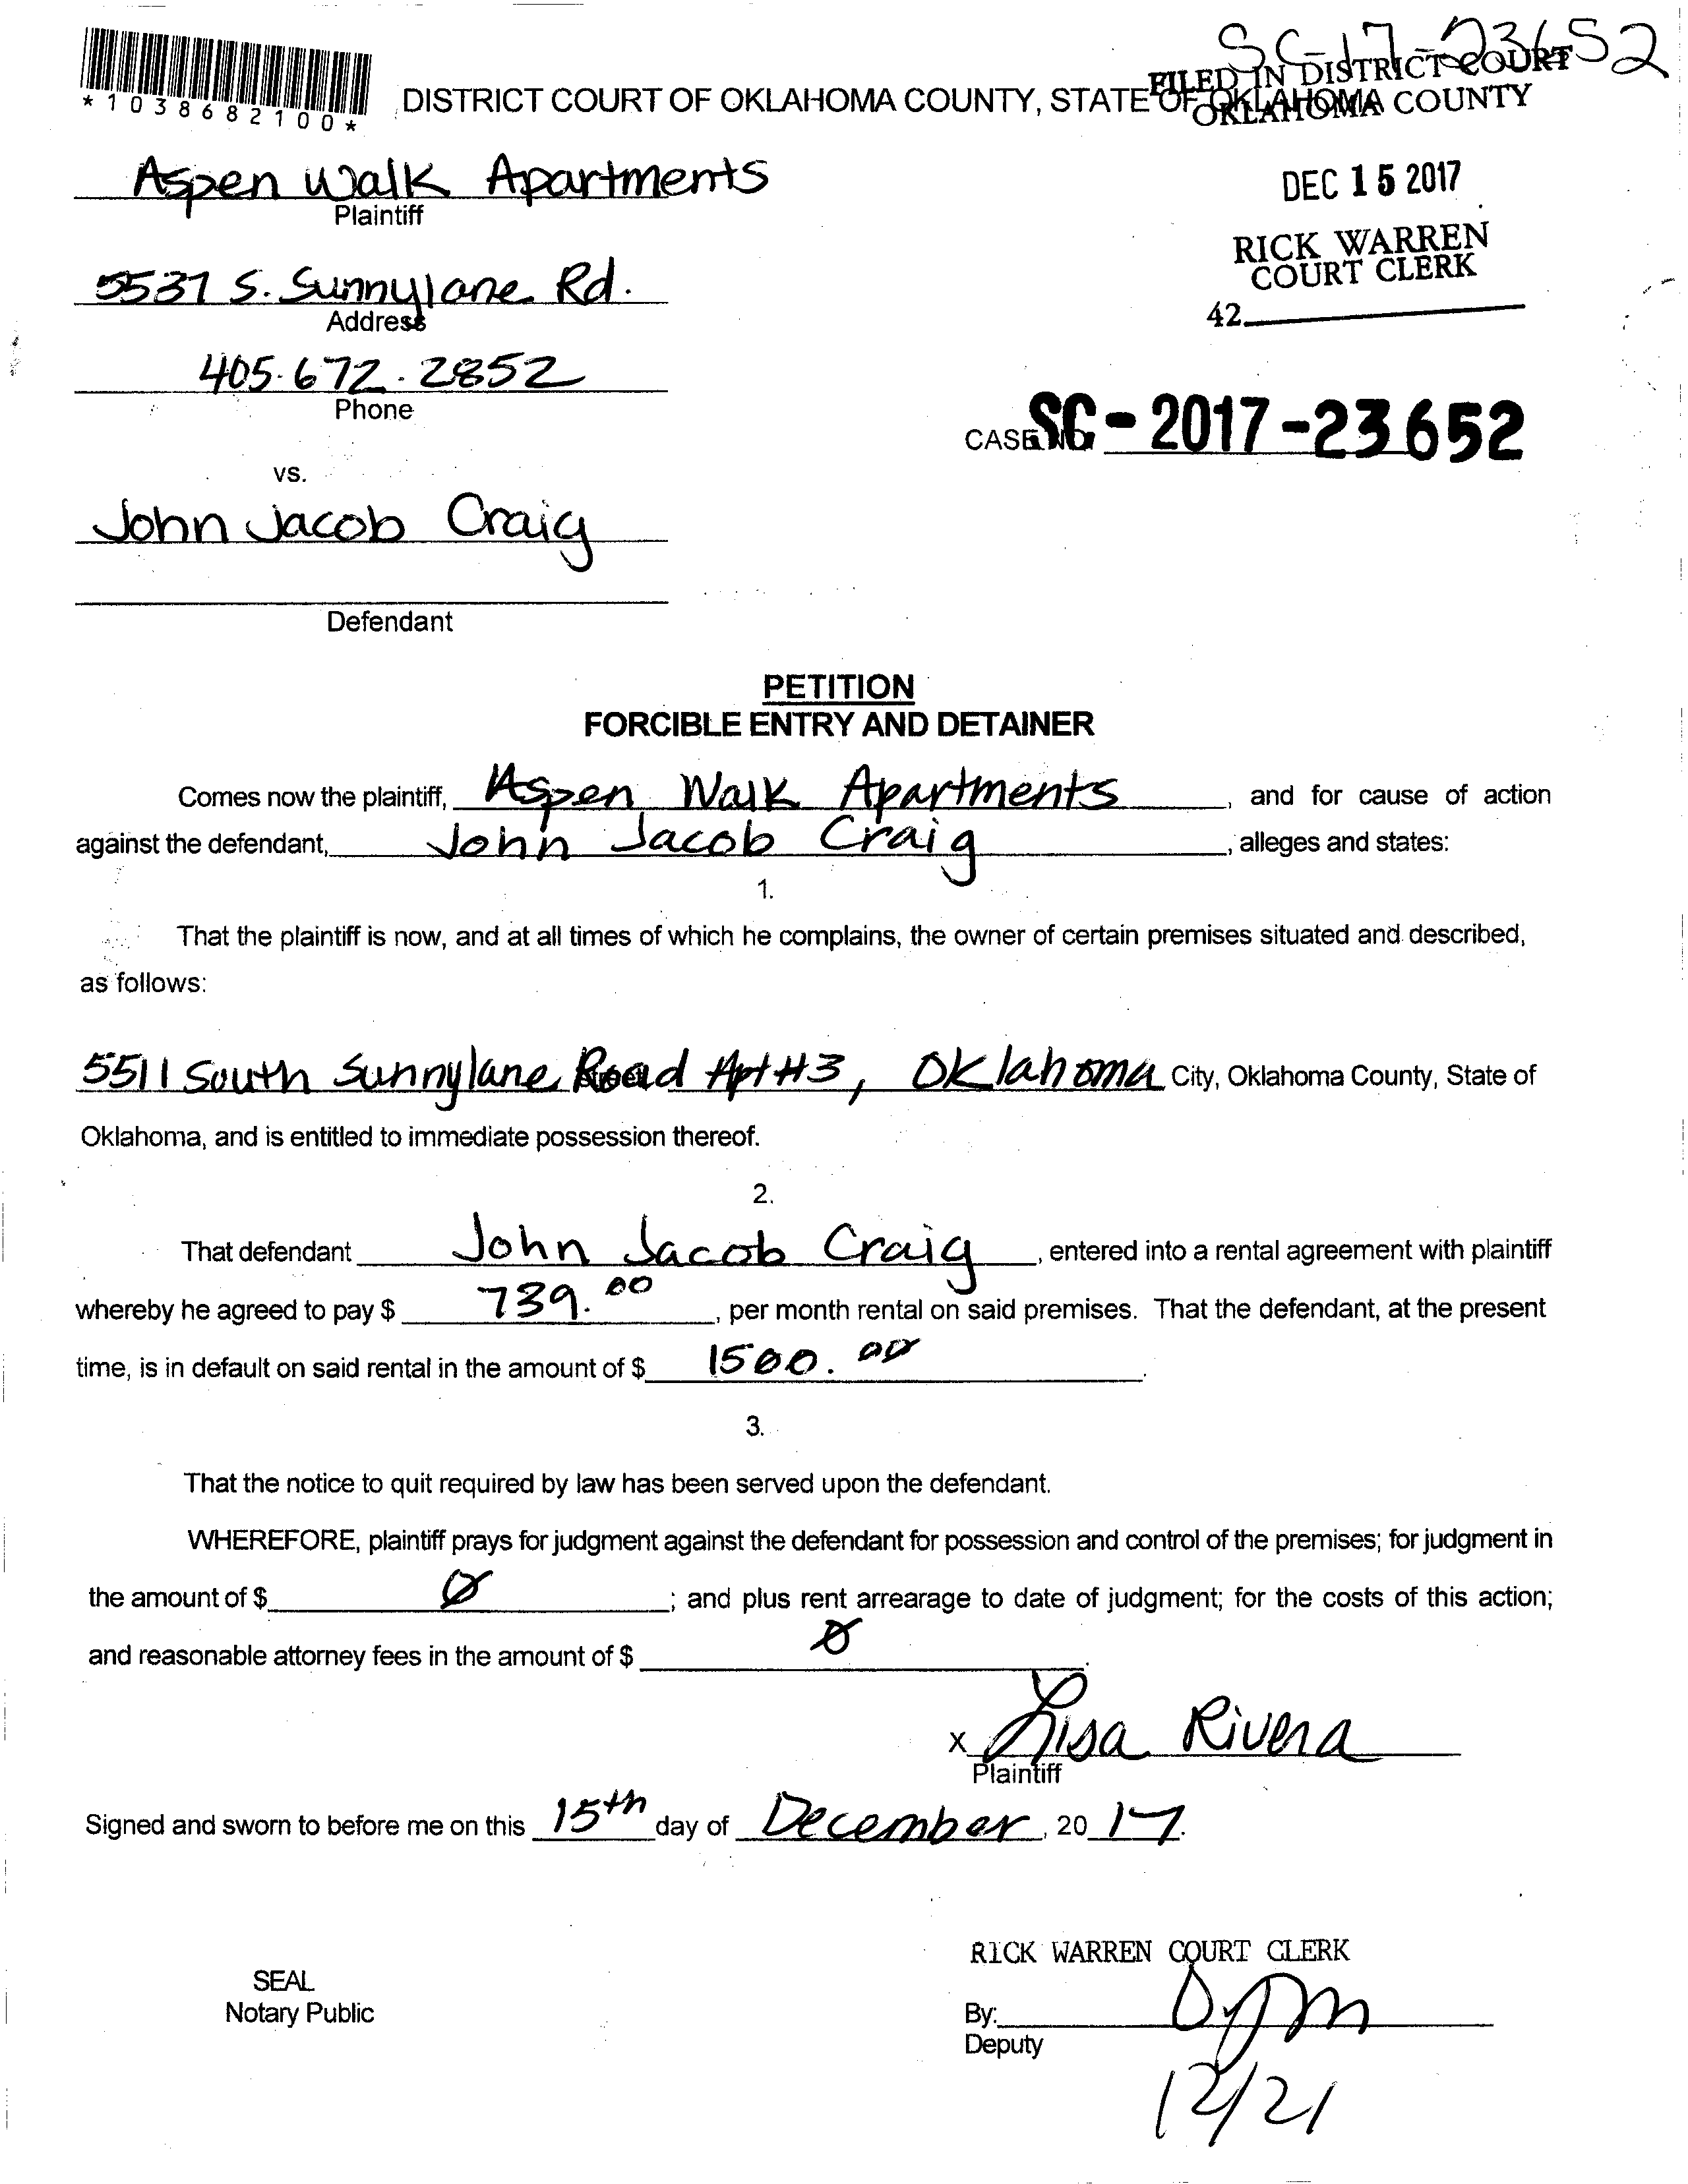 SC-17-23652
*1038682100*
DISTRICT COURT OF OKLAHOMA COUNTY, STATE OF OKLAHOMA
FILED IN DISTRICT COURT
OKLAHOMA COUNTY
Aspen Walk Apartments
Plaintiff
DEC 15 2017
RICK WARREN
COURT CLERK
42
5537 S. Sunnylane Rd.
Address
405-672-2852
Phone
CASE NO. SC-2017-23652
vs.
John Jacob Craig
Defendant
PETITION
FORCIBLE ENTRY AND DETAINER
Comes now the plaintiff, Aspen Walk Apartments, and for cause of action
against the defendant, John Jacob Craig, alleges and states:
1.
That the plaintiff is now, and at all times of which he complains, the owner of certain premises situated and described,
as follows:
5511 South Sunnylane Road Apt #3, Oklahoma City, Oklahoma County, State of
Oklahoma, and is entitled to immediate possession thereof.
2.
That defendant John Jacob Craig, entered into a rental agreement with plaintiff
whereby he agreed to pay $ 739.00, per month rental on said premises. That the defendant, at the present
time, is in default on said rental in the amount of $ 1500.00.
3.
That the notice to quit required by law has been served upon the defendant.
WHEREFORE, plaintiff prays for judgment against the defendant for possession and control of the premises; for judgment in
the amount of $ Ø; and plus rent arrearage to date of judgment; for the costs of this action;
and reasonable attorney fees in the amount of $ Ø.
x Lisa Rivera
Plaintiff
Signed and sworn to before me on this 15th day of December, 20 17.
RICK WARREN COURT CLERK
SEAL
Notary Public
By:
Deputy
12/21